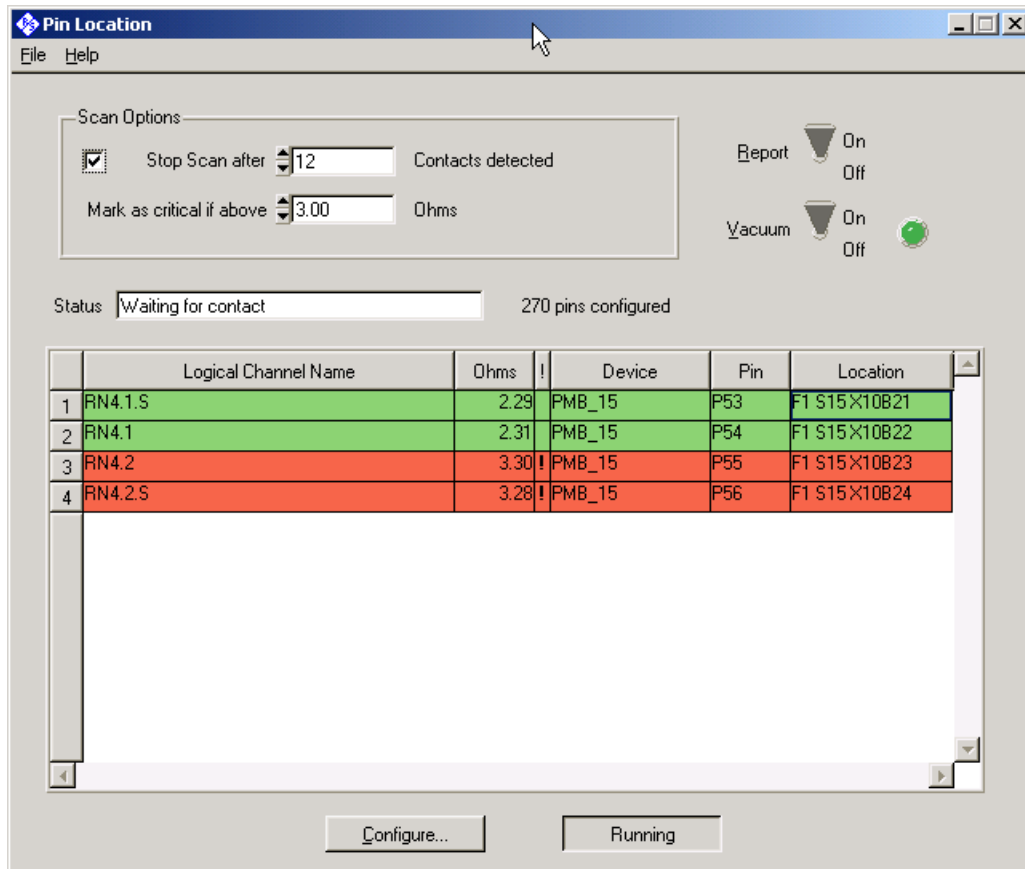 Pin Location
File Help
Scan Options
Stop Scan after 12 Contacts detected
Mark as critical if above 3.00 Ohms
Report On
Off
Vacuum On
Off
Status Waiting for contact 270 pins configured
Logical Channel Name Ohms ! Device Pin Location
1 RN4.1.S 2.29 PMB_15 P53 F1 S15 X10B21
2 RN4.1 2.31 PMB_15 P54 F1 S15 X10B22
3 RN4.2 3.30 ! PMB_15 P55 F1 S15 X10B23
4 RN4.2.S 3.28 ! PMB_15 P56 F1 S15 X10B24
Configure... Running